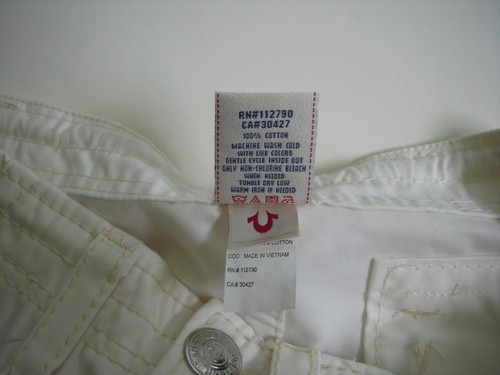 RN#112790
CA#30427
100% COTTON
MACHINE WASH COLD
WITH LIKE COLORS
GENTLE CYCLE INSIDE OUT
ONLY NON-CHLORINE BLEACH
WHEN NEEDED
TUMBLE DRY LOW
WARM IRON IF NEEDED
COTTON
COO : MADE IN VIETNAM
RN # 112790
CA# 30427